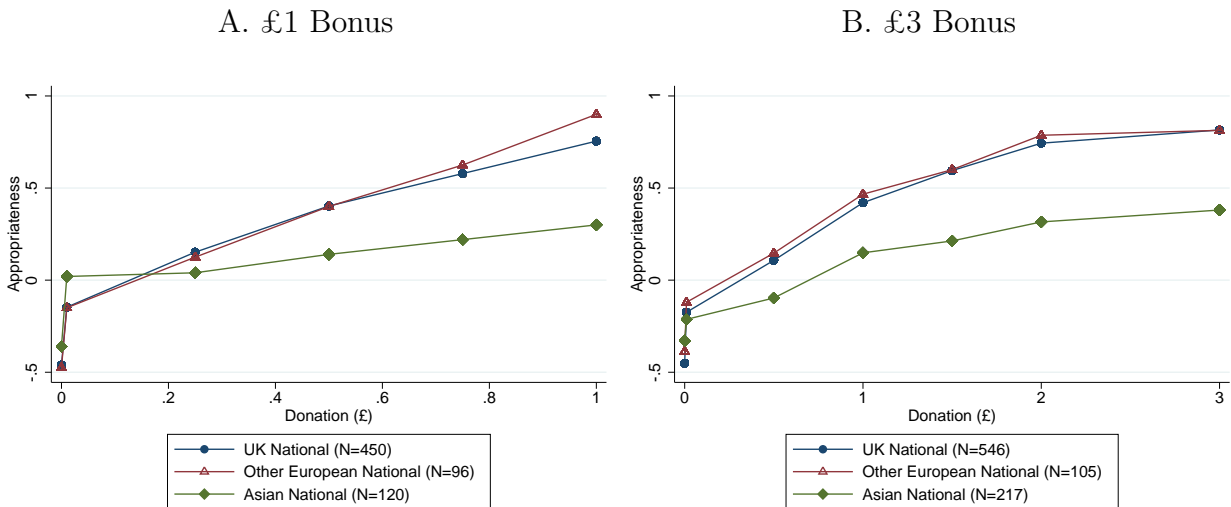 A. £1 Bonus
1
.5
0
-.5
Appropriateness
0
.2
.4
.6
.8
1
Donation (£)
UK National (N=450)
Other European National (N=96)
Asian National (N=120)
B. £3 Bonus
1
.5
0
-.5
Appropriateness
0
1
2
3
Donation (£)
UK National (N=546)
Other European National (N=105)
Asian National (N=217)